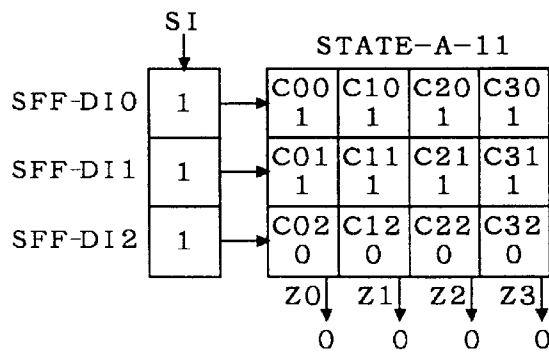 SI
STATE-A-11
SFF-DI0 1 C00 C10 C20 C30
1 1 1 1
SFF-DI1 1 C01 C11 C21 C31
1 1 1 1
SFF-DI2 1 C02 C12 C22 C32
0 0 0 0
Z0 Z1 Z2 Z3
0 0 0 0